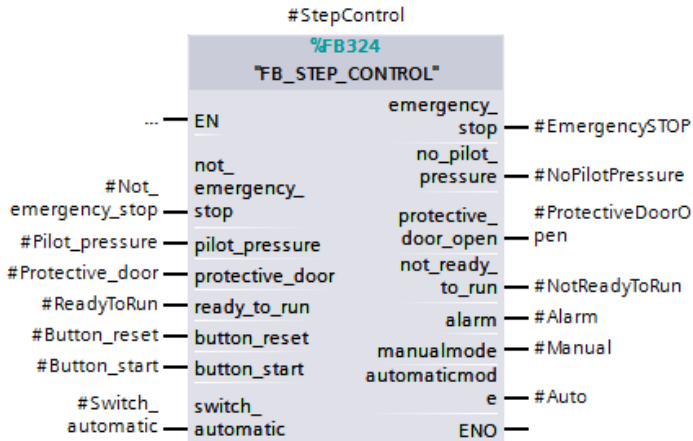 #StepControl
%FB324
"FB_STEP_CONTROL"
... EN
emergency_
stop #EmergencySTOP
no_pilot_
pressure #NoPilotPressure
#Not_
emergency_stop
not_
emergency_
stop
protective_
door_open
#ProtectiveDoorO
pen
#Pilot_pressure pilot_pressure
#Protective_door protective_door
not_ready_
to_run #NotReadyToRun
#ReadyToRun ready_to_run
alarm #Alarm
#Button_reset button_reset
manualmode #Manual
#Button_start button_start
automaticmod
e #Auto
#Switch_
automatic
switch_
automatic
ENO